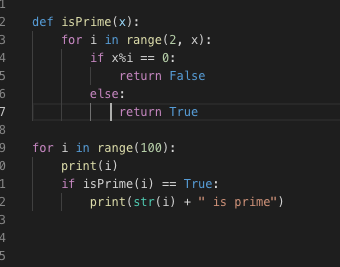 1
2 def isPrime(x):
3     for i in range(2, x):
4         if x%i == 0:
5             return False
6         else:
7             return True
8
9 for i in range(100):
0     print(i)
1     if isPrime(i) == True:
2         print(str(i) + " is prime")
3
4
5